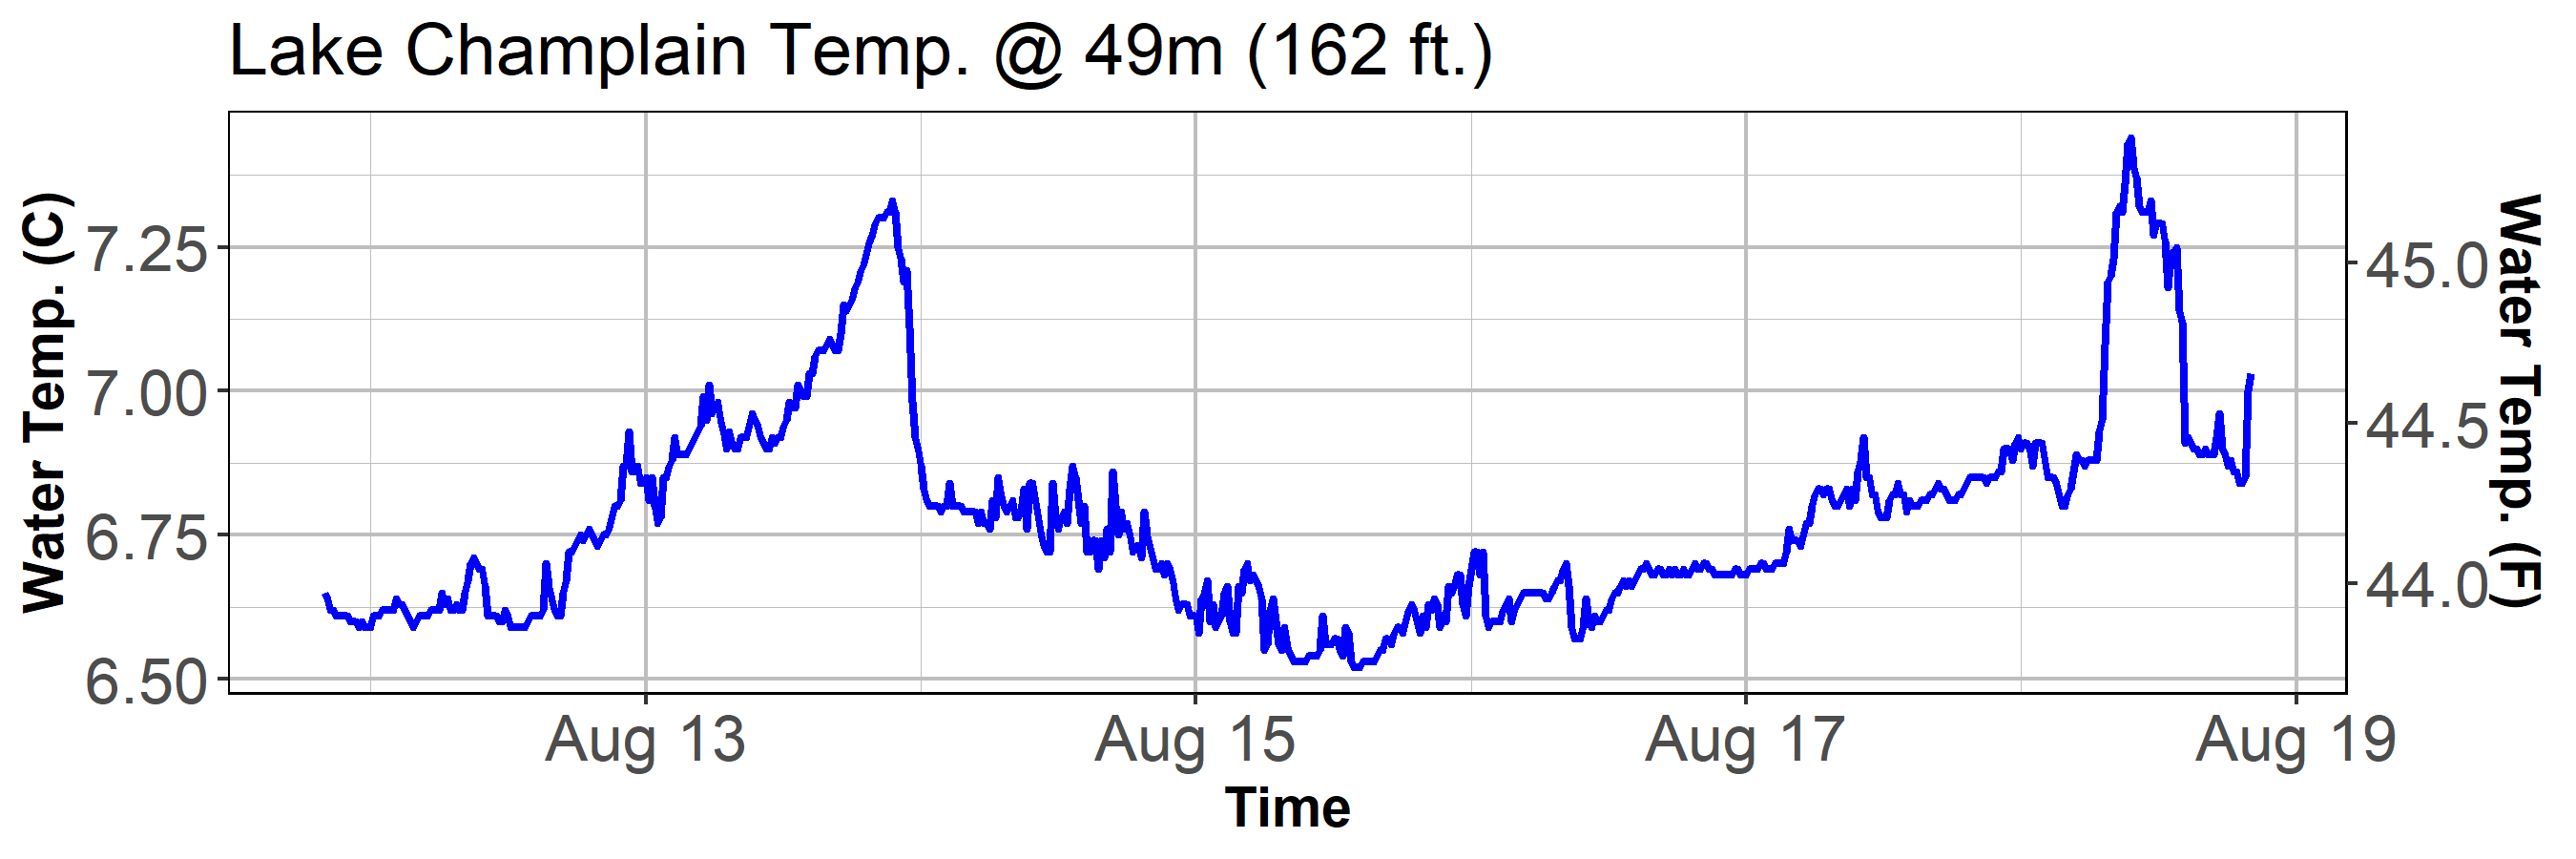 Lake Champlain Temp. @ 49m (162 ft.)
Water Temp. (C)
7.25
7.00
6.75
6.50
45.0
44.5
44.0
Water Temp. (F)
Aug 13
Aug 15
Aug 17
Aug 19
Time